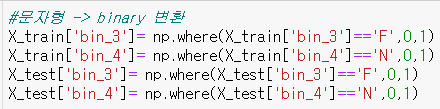 #문자형 -> binary 변환
X_train['bin_3']= np.where(X_train['bin_3']=='F',0,1)
X_train['bin_4']= np.where(X_train['bin_4']=='N',0,1)
X_test['bin_3']= np.where(X_test['bin_3']=='F',0,1)
X_test['bin_4']= np.where(X_test['bin_4']=='N',0,1)